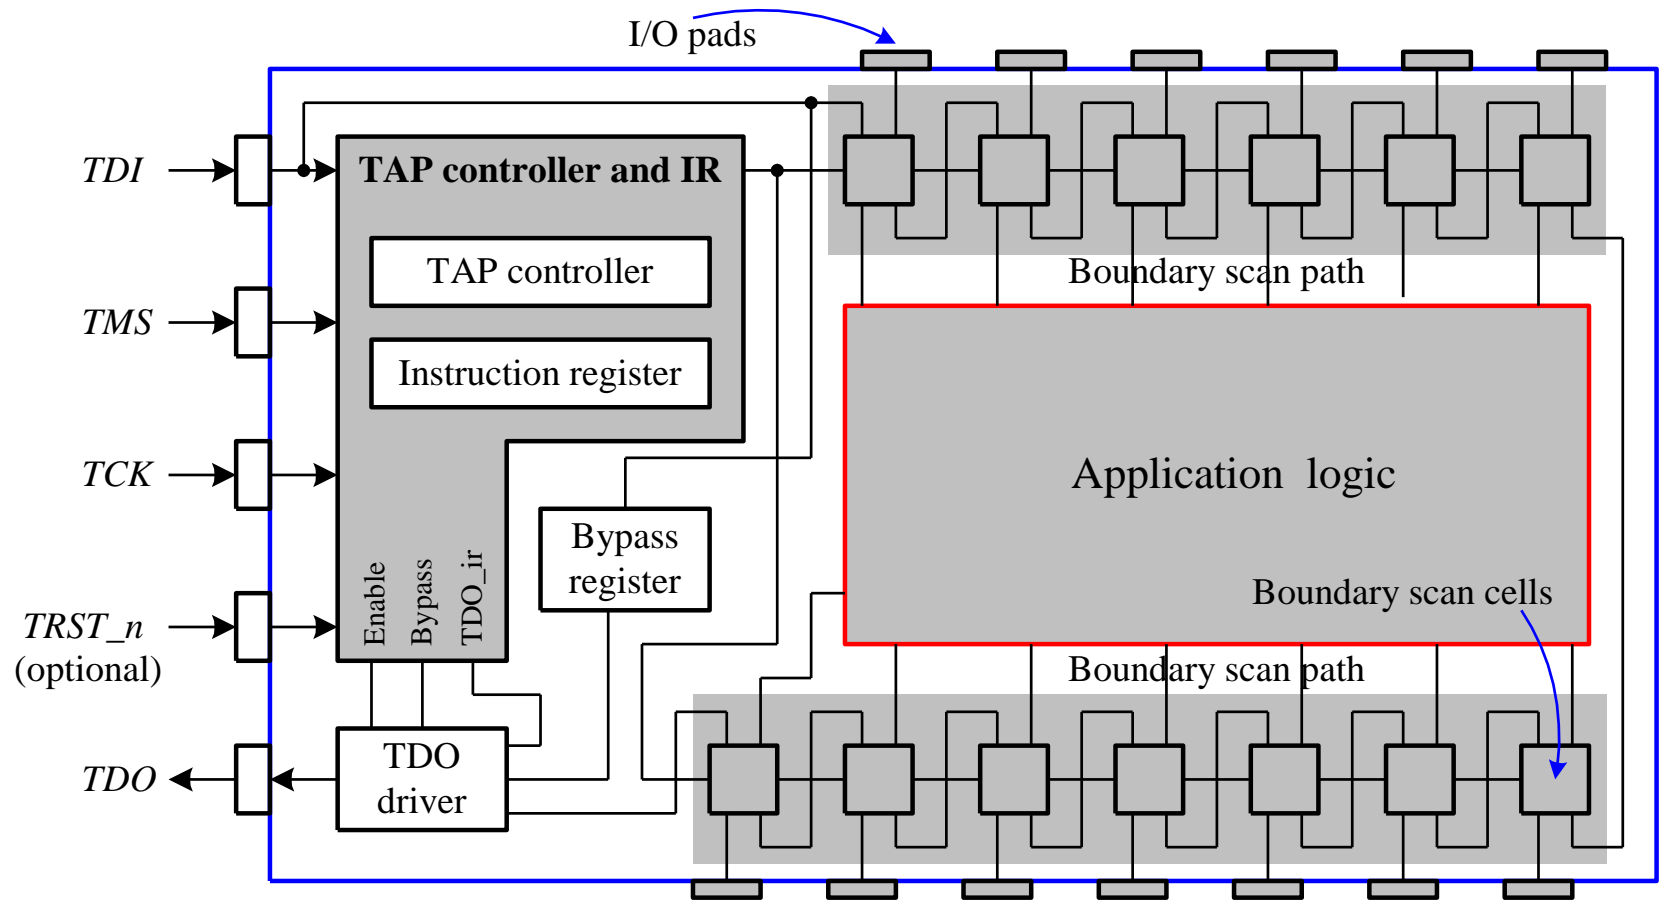 I/O pads
TDI
TAP controller and IR
TAP controller
Boundary scan path
TMS
Instruction register
TCK
Application logic
Bypass
register
Enable
Bypass
TDO_ir
Boundary scan cells
TRST_n
(optional)
Boundary scan path
TDO
TDO
driver